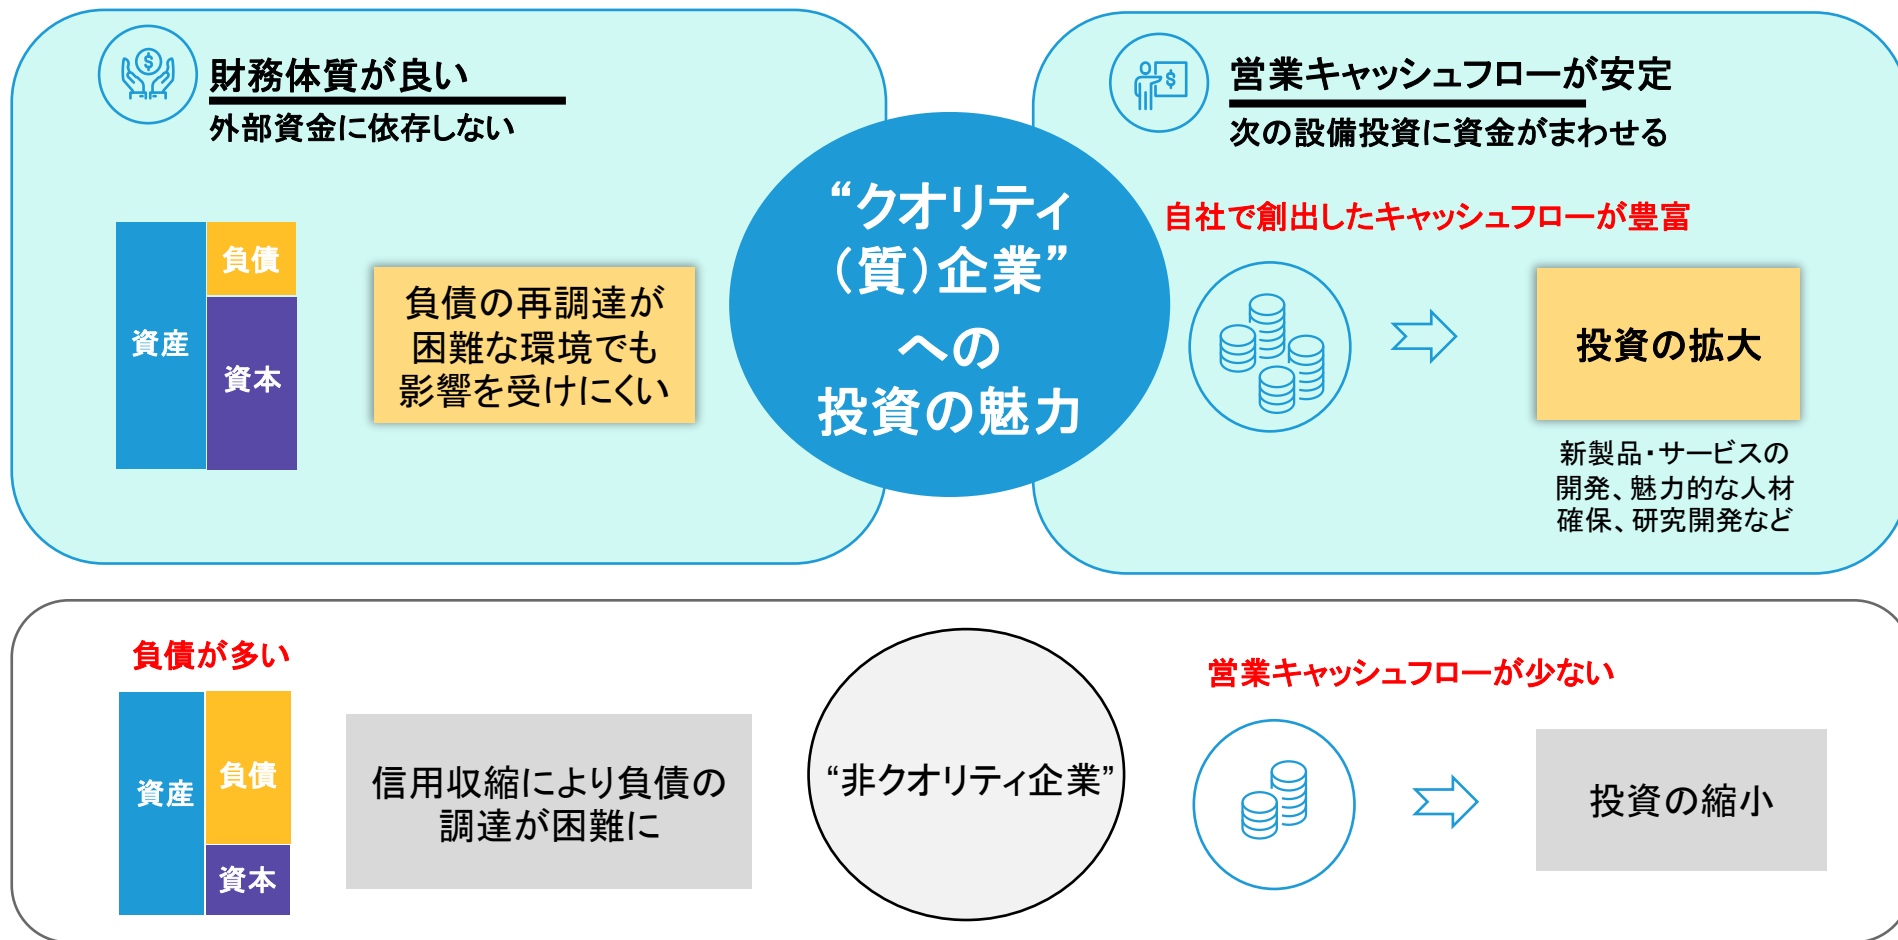 財務体質が良い
外部資金に依存しない
資産
負債
資本
負債の再調達が
困難な環境でも
影響を受けにくい
“クオリティ
（質）企業”
への
投資の魅力
営業キャッシュフローが安定
次の設備投資に資金がまわせる
自社で創出したキャッシュフローが豊富
投資の拡大
新製品・サービスの
開発、魅力的な人材
確保、研究開発など
負債が多い
資産
負債
資本
信用収縮により負債の
調達が困難に
“非クオリティ企業”
営業キャッシュフローが少ない
投資の縮小